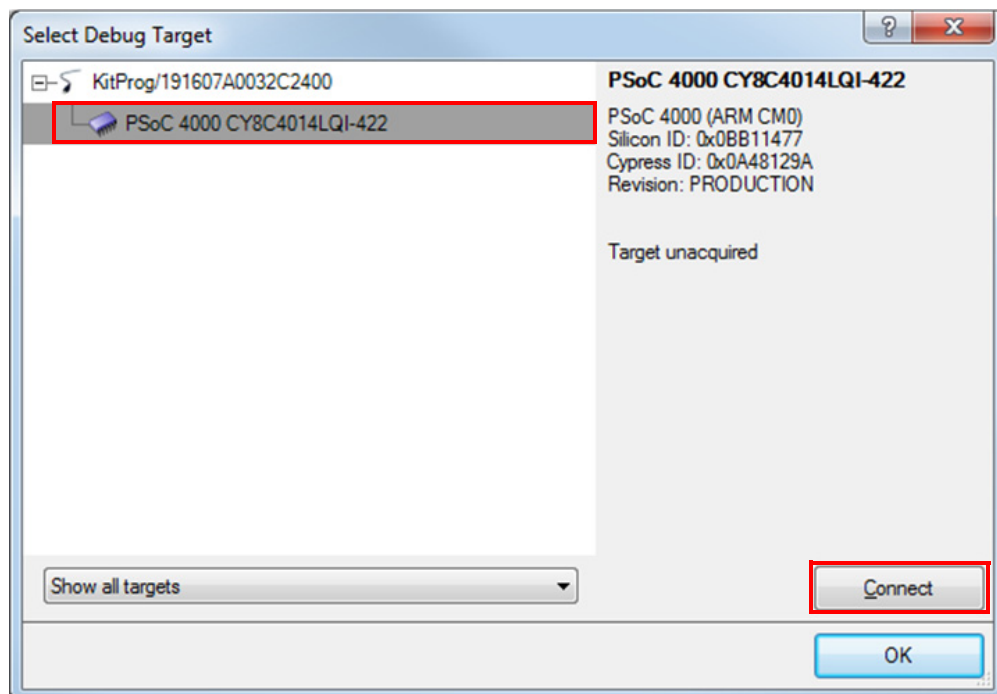 Select Debug Target
?
KitProg/191607A0032C2400
PSoC 4000 CY8C4014LQI-422
PSoC 4000 CY8C4014LQI-422
PSoC 4000 (ARM CM0)
Silicon ID: 0x0BB11477
Cypress ID: 0x0A48129A
Revision: PRODUCTION
Target unacquired
Show all targets
Connect
OK